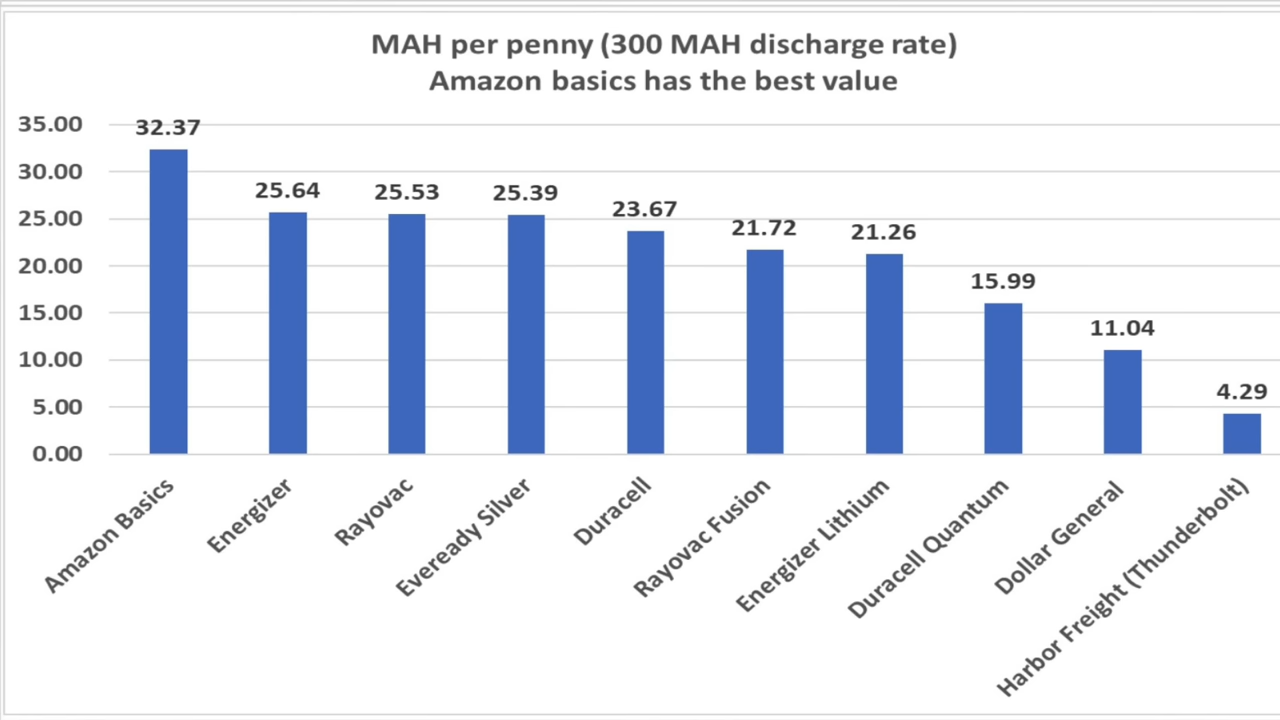 MAH per penny (300 MAH discharge rate)
Amazon basics has the best value
35.00
30.00
25.00
20.00
15.00
10.00
5.00
0.00
32.37
25.64
25.53
25.39
23.67
21.72
21.26
15.99
11.04
4.29
Amazon Basics
Energizer
Rayovac
Eveready Silver
Duracell
Rayovac Fusion
Energizer Lithium
Duracell Quantum
Dollar General
Harbor Freight (Thunderbolt)